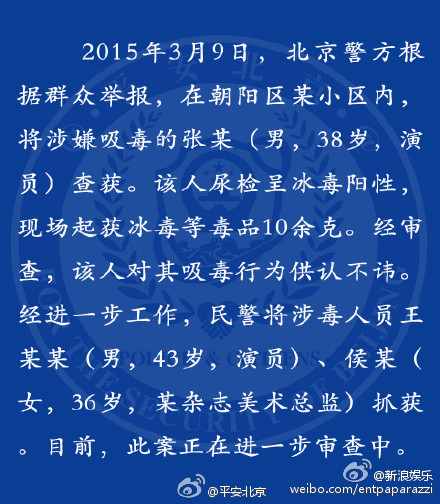 2015年3月9日，北京警方根
据群众举报，在朝阳区某小区内，
将涉嫌吸毒的张某（男，38岁，演
员）查获。该人尿检呈冰毒阳性，
现场起获冰毒等毒品10余克。经审
查，该人对其吸毒行为供认不讳。
经进一步工作，民警将涉毒人员王
某某（男，43岁，演员）、侯某（
女，36岁，某杂志美术总监）抓获
。目前，此案正在进一步审查中。
@新浪娱乐
@平安北京 weibo.com/entpaparazzi